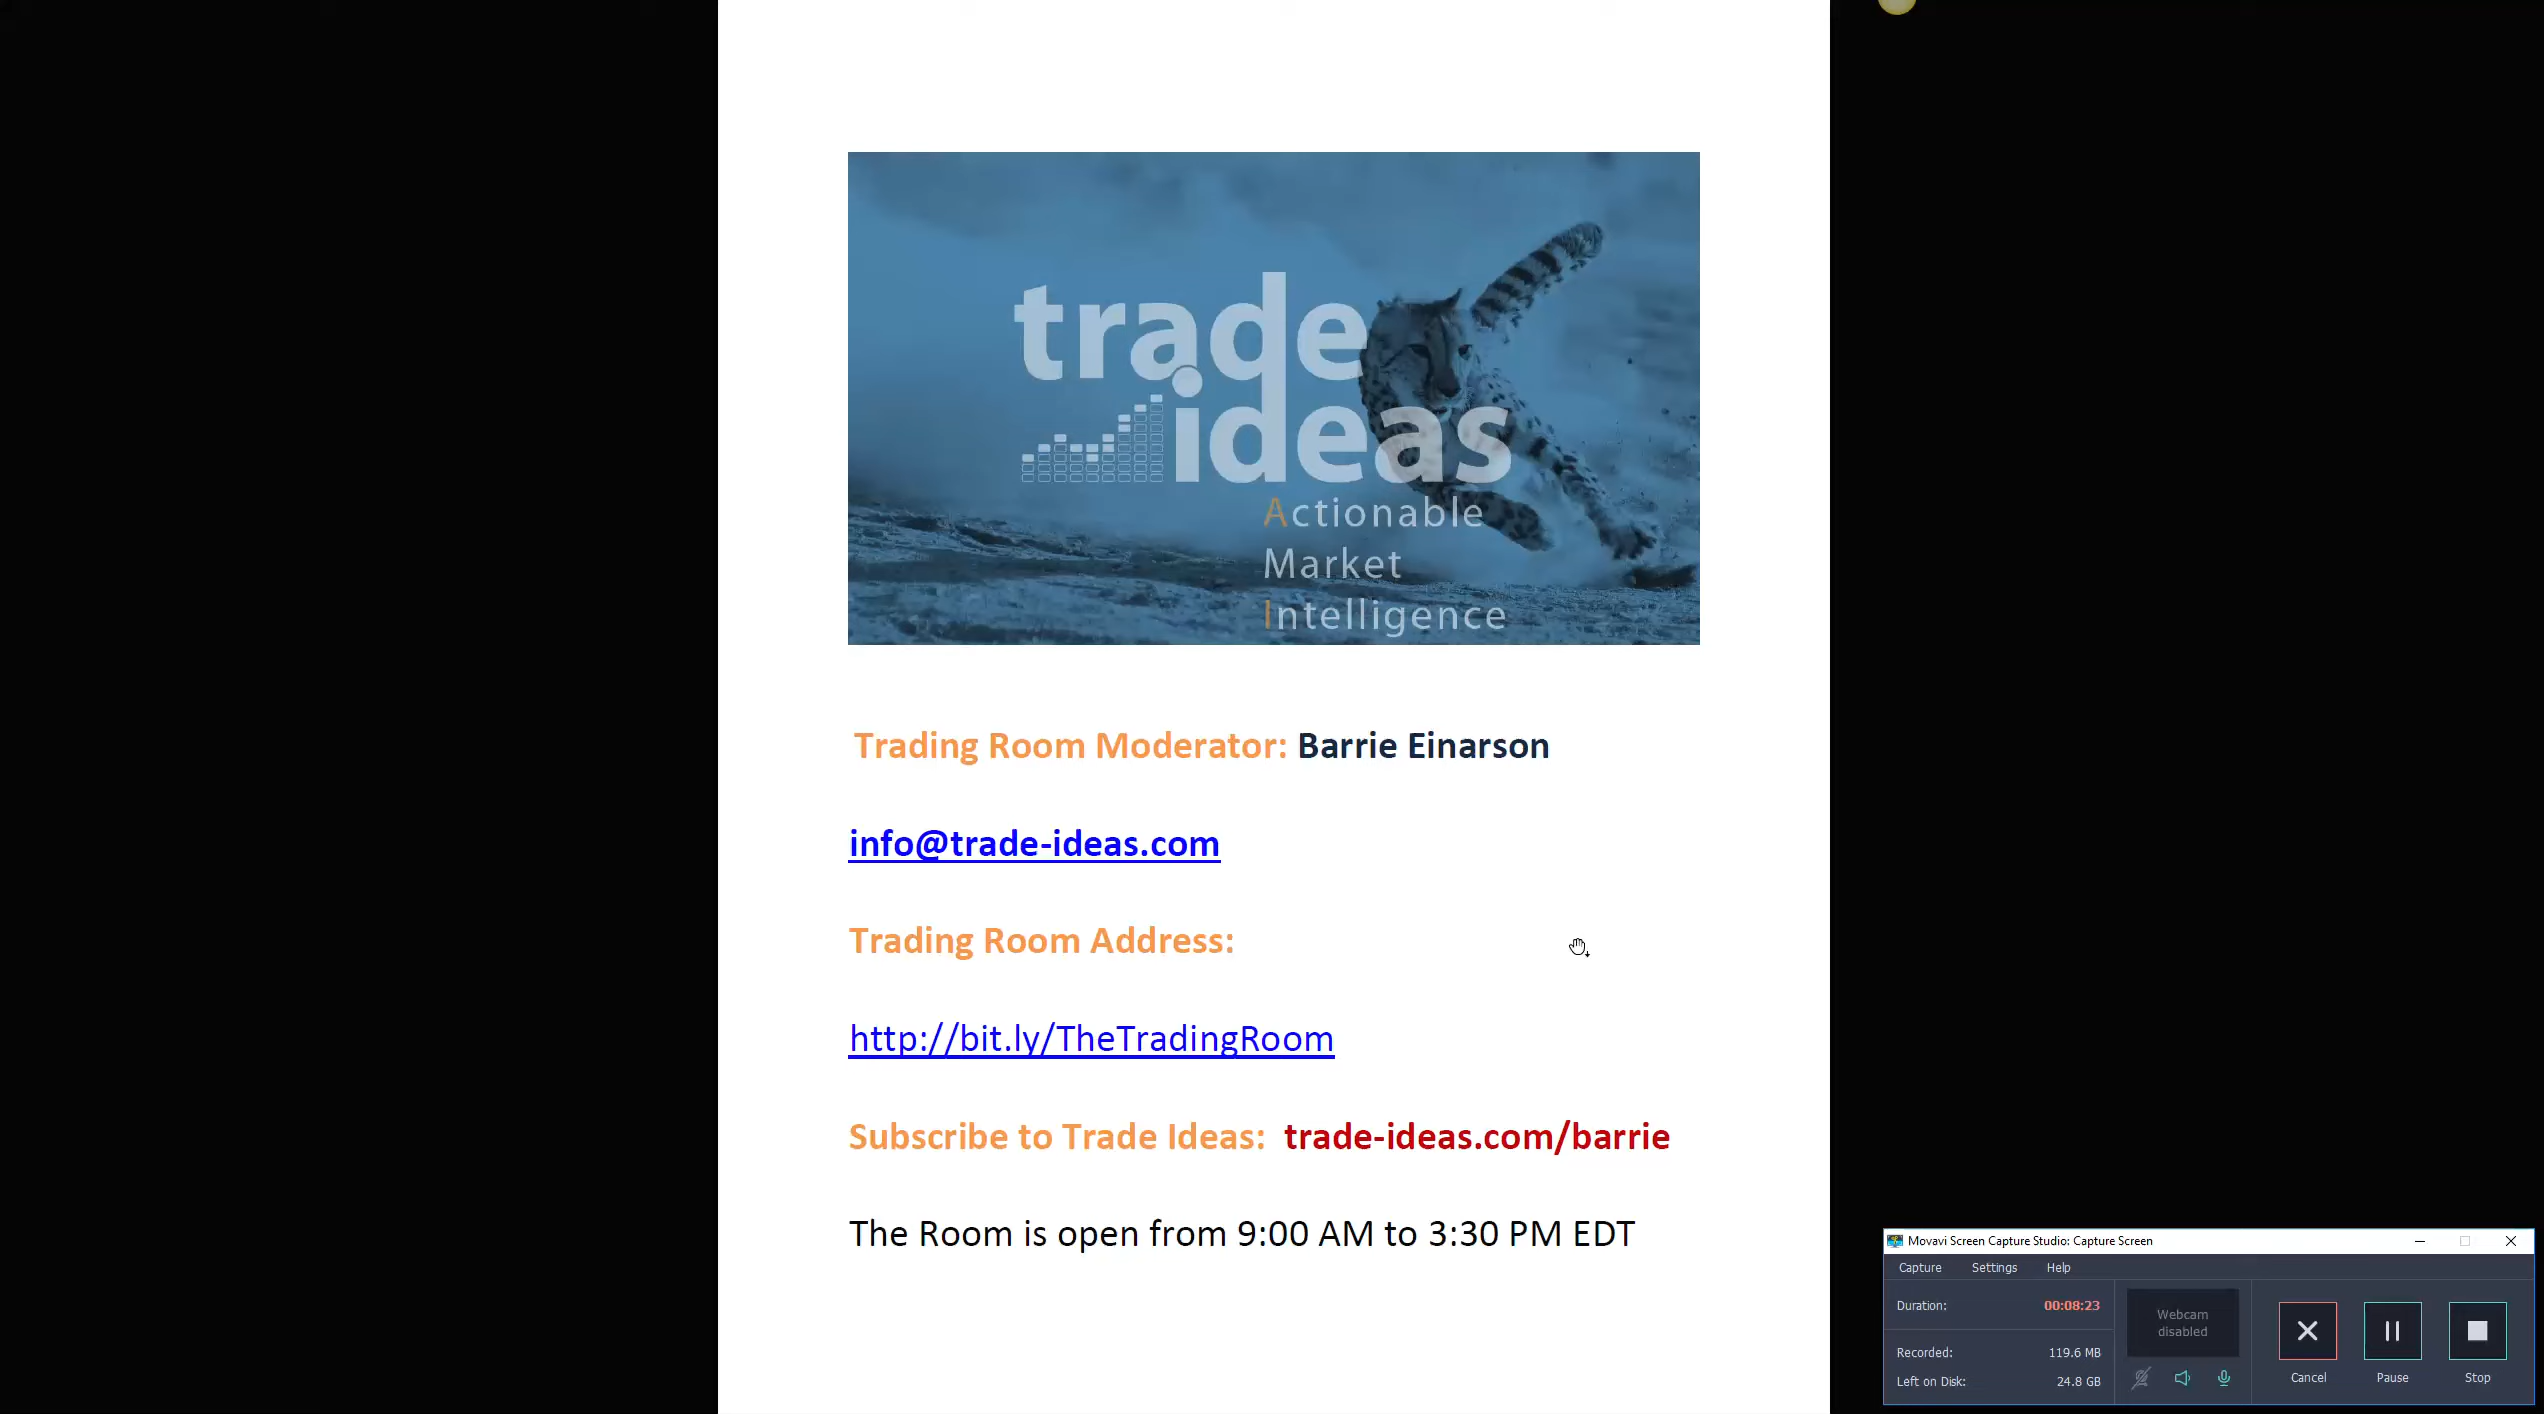 trade
ideas
Actionable
Market
Intelligence
Trading Room Moderator: Barrie Einarson
info@trade-ideas.com
Trading Room Address:
http://bit.ly/TheTradingRoom
Subscribe to Trade Ideas: trade-ideas.com/barrie
The Room is open from 9:00 AM to 3:30 PM EDT
Movavi Screen Capture Studio: Capture Screen
Capture Settings Help
Duration: 00:08:23
Webcam
disabled
Recorded: 119.6 MB
Left on Disk: 24.8 GB
Cancel Pause Stop